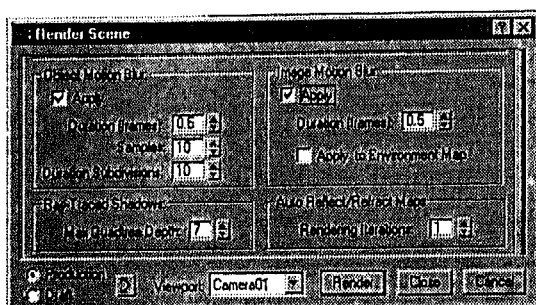 Render Scene
Object Motion Blur:
Apply
Duration (frames): 0.5
Samples: 10
Duration Subdivisions: 10
Image Motion Blur:
Apply
Duration (frames): 0.5
Apply to Environment Map
Ray-Traced Shadows:
Max Quadtree Depth: 7
Auto Reflect/Refract Maps
Rendering Iterations: 1
Production
Draft
Viewport: Camera01
Render
Close
Cancel